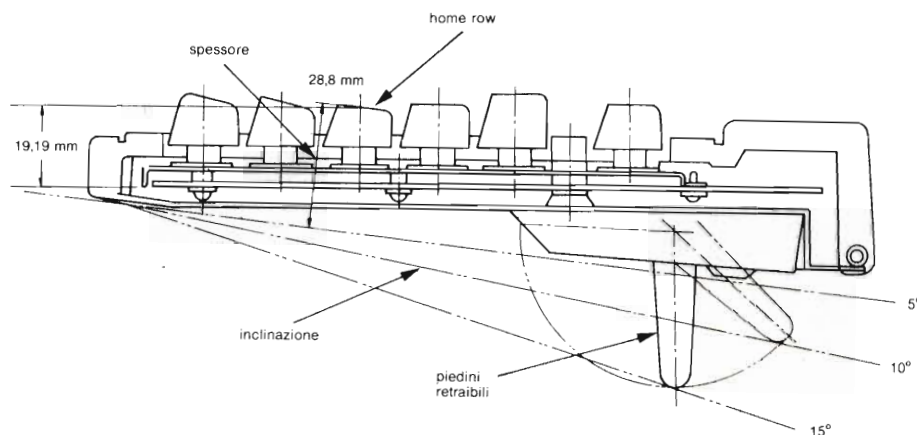 home row
spessore
28,8 mm
19,19 mm
5°
inclinazione
10°
piedini
retraibili
15°